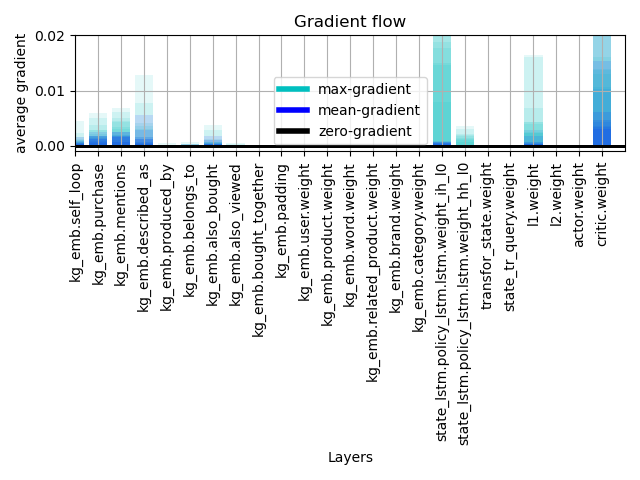 Gradient flow
average gradient
0.02
0.01
0.00
max-gradient
mean-gradient
zero-gradient
kg_emb.self_loop
kg_emb.purchase
kg_emb.mentions
kg_emb.described_as
kg_emb.produced_by
kg_emb.belongs_to
kg_emb.also_bought
kg_emb.also_viewed
kg_emb.bought_together
kg_emb.padding
kg_emb.user.weight
kg_emb.product.weight
kg_emb.word.weight
kg_emb.related_product.weight
kg_emb.brand.weight
kg_emb.category.weight
state_lstm.policy_lstm.lstm.weight_ih_l0
state_lstm.policy_lstm.lstm.weight_hh_l0
transfor_state.weight
state_tr_query.weight
l1.weight
l2.weight
actor.weight
critic.weight
Layers